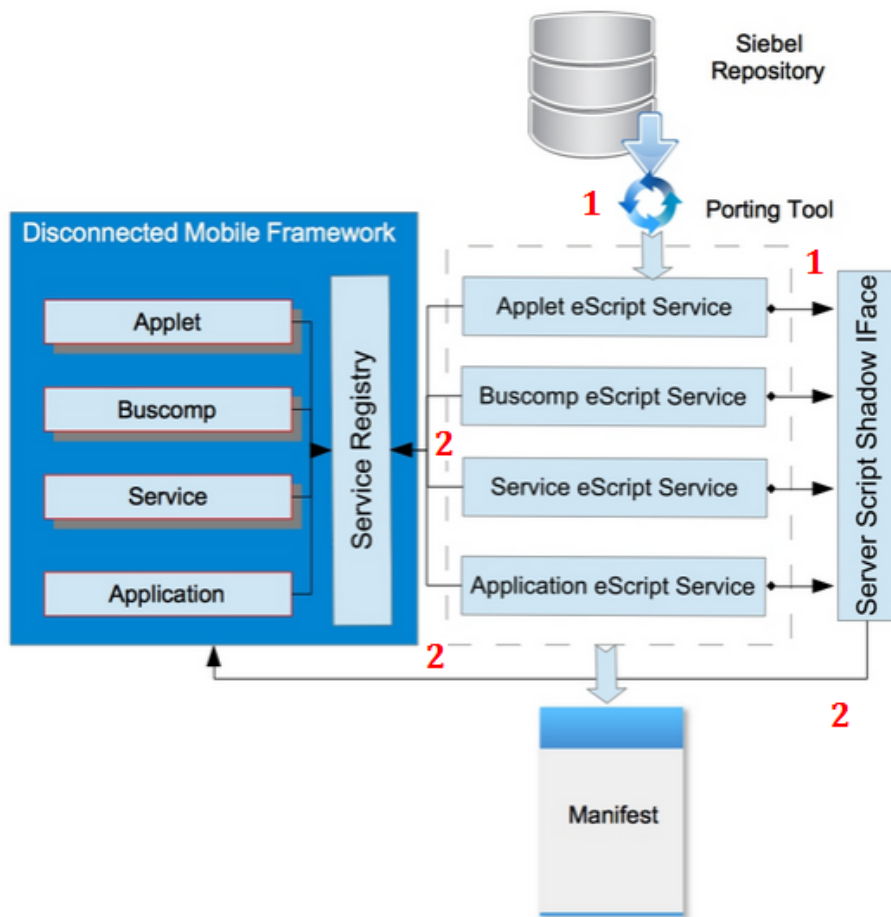 Siebel
Repository
1
Porting Tool
Disconnected Mobile Framework
1
Applet
Buscomp
Service
Application
Service Registry
2
Applet eScript Service
Buscomp eScript Service
Service eScript Service
Application eScript Service
Server Script Shadow IFace
2
2
Manifest